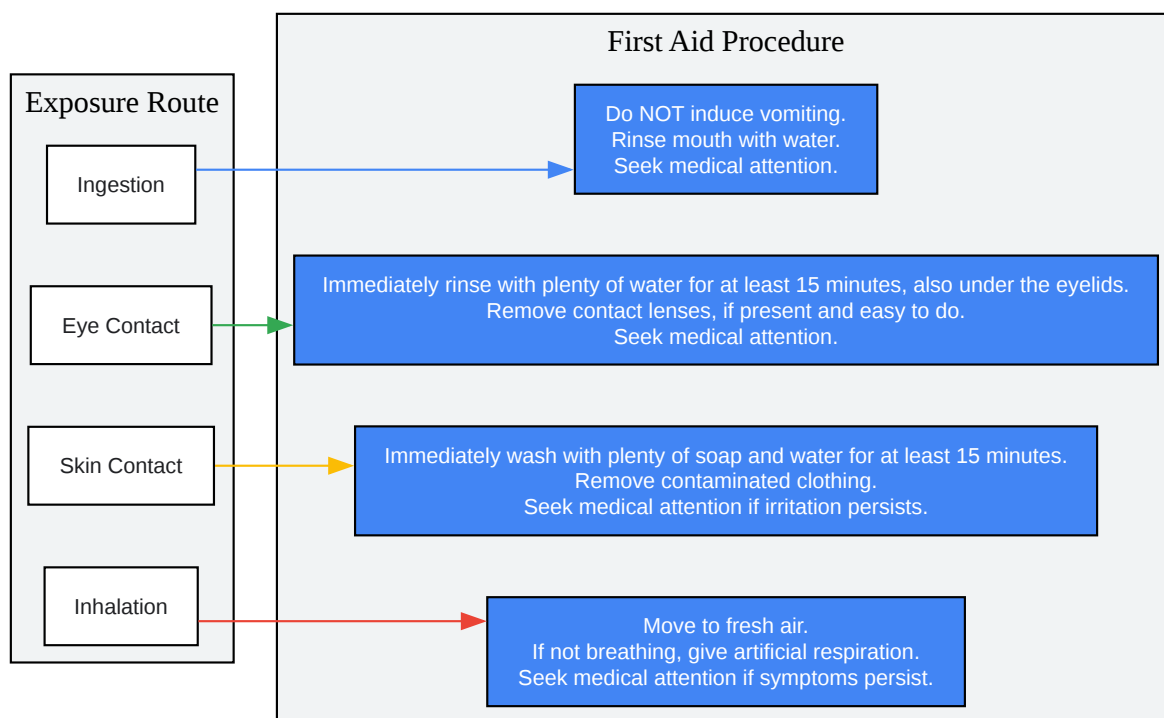 First Aid Procedure
Exposure Route
Ingestion
Do NOT induce vomiting.
Rinse mouth with water.
Seek medical attention.
Eye Contact
Immediately rinse with plenty of water for at least 15 minutes, also under the eyelids.
Remove contact lenses, if present and easy to do.
Seek medical attention.
Skin Contact
Immediately wash with plenty of soap and water for at least 15 minutes.
Remove contaminated clothing.
Seek medical attention if irritation persists.
Inhalation
Move to fresh air.
If not breathing, give artificial respiration.
Seek medical attention if symptoms persist.